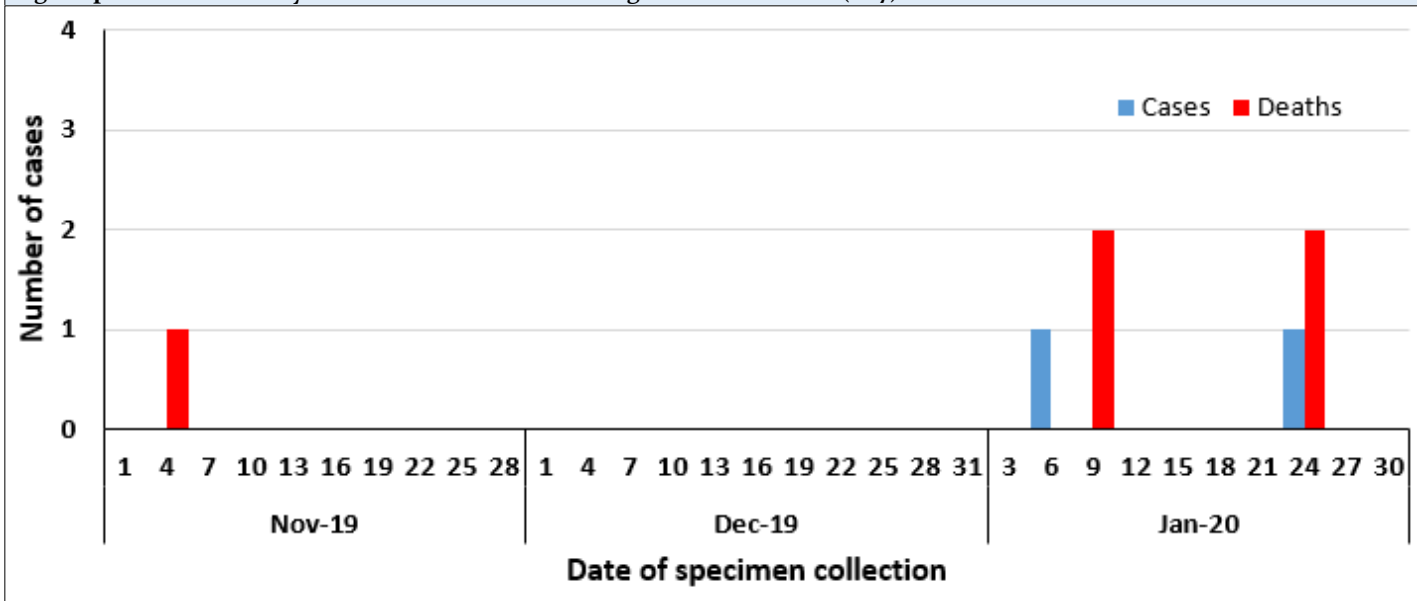 4
Cases Deaths
3
2
1
0
Number of cases
1 4 7 10 13 16 19 22 25 28 1 4 7 10 13 16 19 22 25 28 31 3 6 9 12 15 18 21 24 27 30
Nov-19 Dec-19 Jan-20
Date of specimen collection